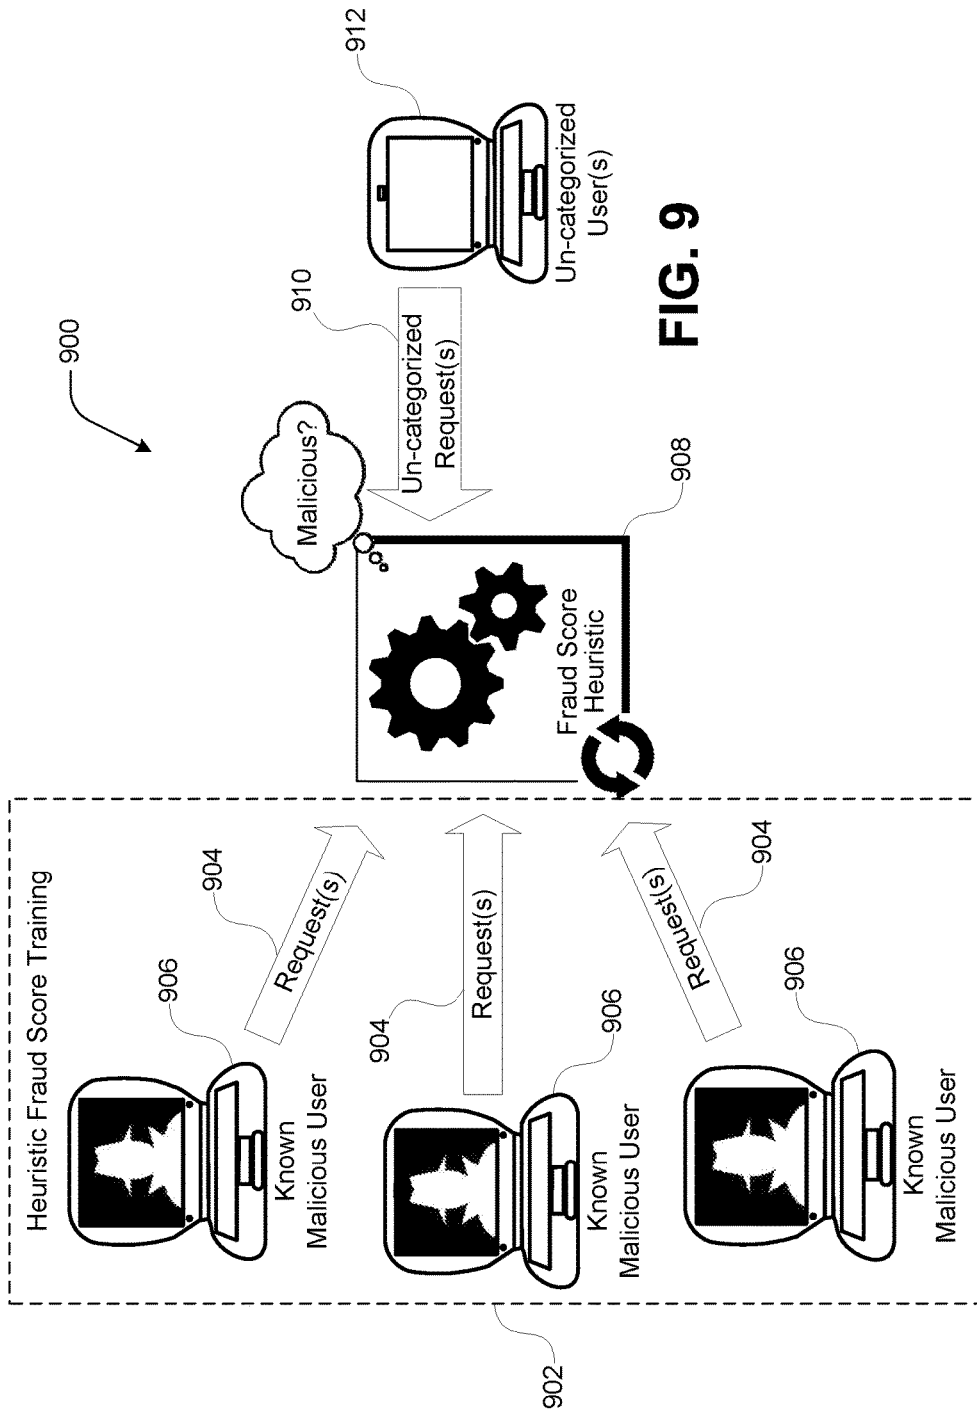 900
Heuristic Fraud Score Training
902
Known
Malicious User
906
Request(s)
904
Known
Malicious User
906
Request(s)
904
Known
Malicious User
906
Request(s)
904
Fraud Score
Heuristic
908
Malicious?
Un-categorized
Request(s)
910
Un-categorized
User(s)
912
FIG. 9